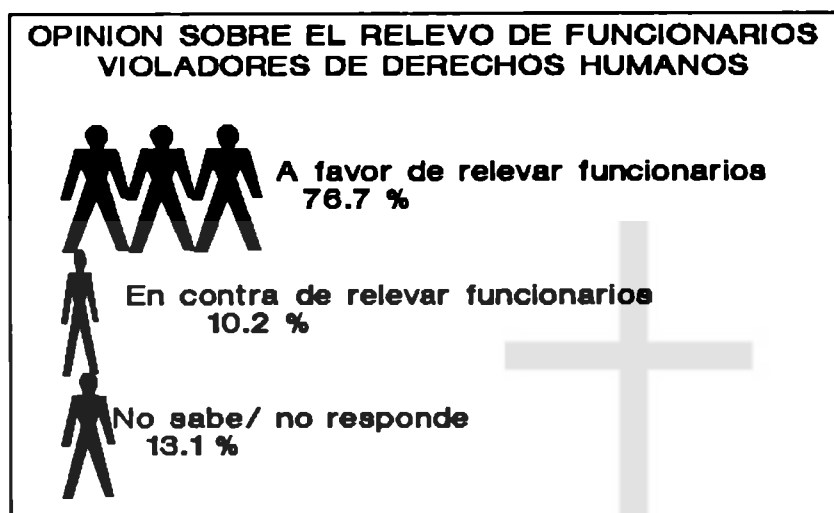 OPINION SOBRE EL RELEVO DE FUNCIONARIOS
VIOLADORES DE DERECHOS HUMANOS
A favor de relevar funcionarios
76.7 %
En contra de relevar funcionarios
10.2 %
No sabe/ no responde
13.1 %